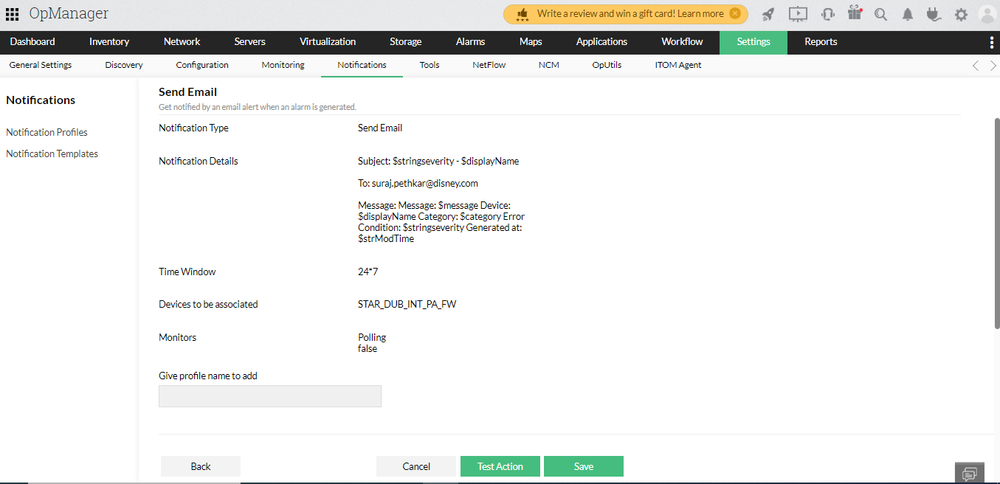 OpManager
Write a review and win a gift card! Learn more
Dashboard Inventory Network Servers Virtualization Storage Alarms Maps Applications Workflow Settings Reports
General Settings Discovery Configuration Monitoring Notifications Tools NetFlow NCM OpUtils ITOM Agent
Notifications
Notification Profiles
Notification Templates
Send Email
Get notified by an email alert when an alarm is generated.
Notification Type Send Email
Notification Details Subject: $stringseverity - $displayName
To: suraj.pethkar@disney.com
Message: Message: $message Device:
$displayName Category: $category Error
Condition: $stringseverity Generated at:
$strModTime
Time Window 24*7
Devices to be associated STAR_DUB_INT_PA_FW
Monitors Polling
false
Give profile name to add
Back Cancel Test Action Save